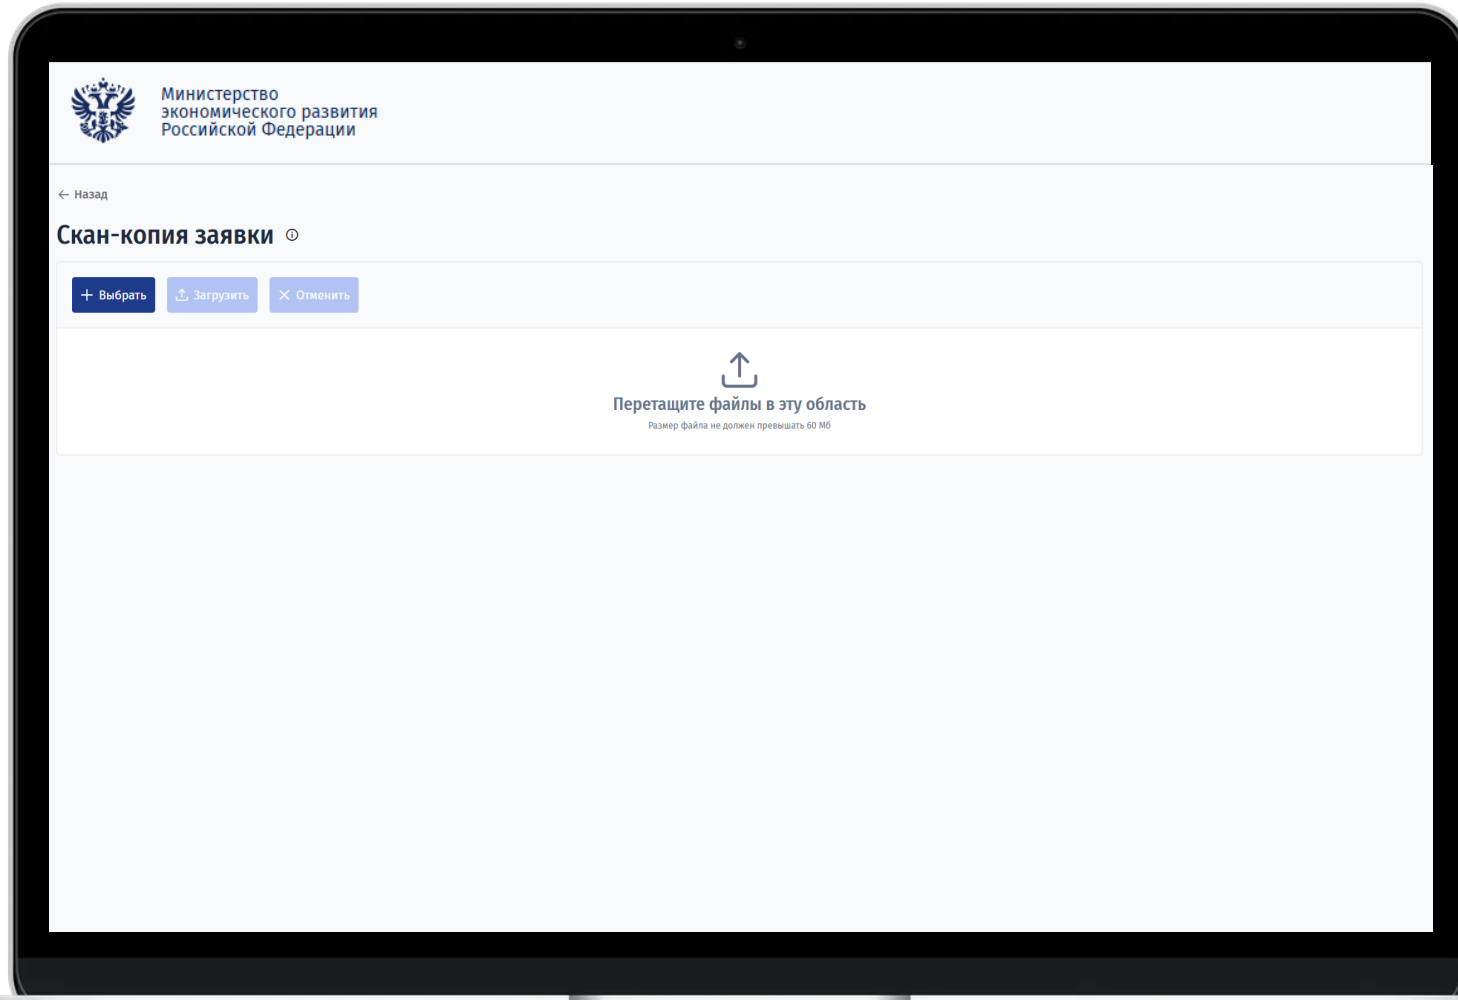 Министерство
экономического развития
Российской Федерации
← Назад
Скан-копия заявки
+ Выбрать
Загрузить
× Отменить
Перетащите файлы в эту область
Размер файла не должен превышать 60 Мб